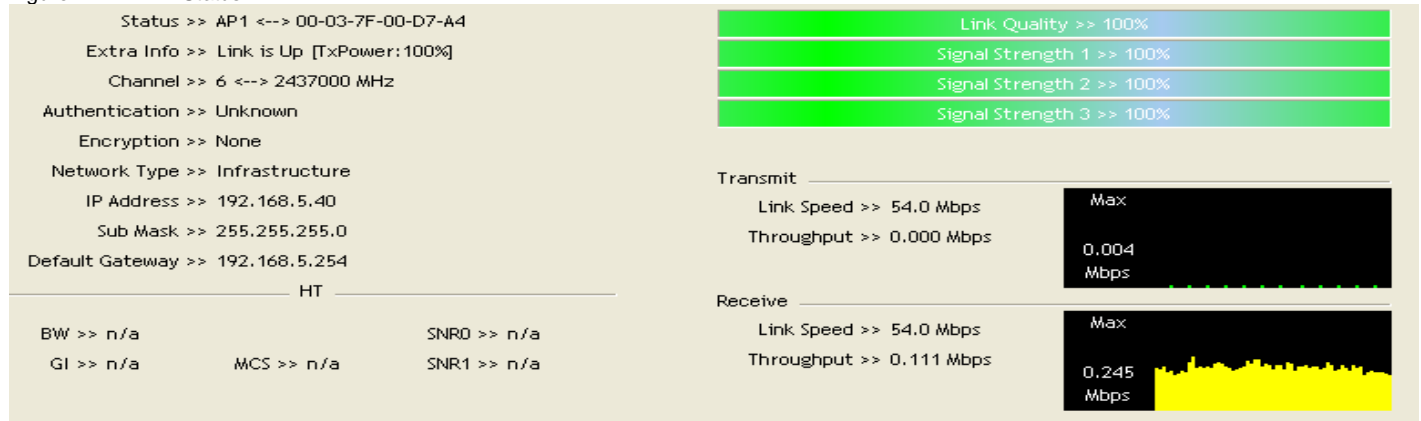 Status >> AP1 <--> 00-03-7F-00-D7-A4
Extra Info >> Link is Up [TxPower:100%]
Channel >> 6 <--> 2437000 MHz
Authentication >> Unknown
Encryption >> None
Network Type >> Infrastructure
IP Address >> 192.168.5.40
Sub Mask >> 255.255.255.0
Default Gateway >> 192.168.5.254
HT
BW >> n/a
SNR0 >> n/a
GI >> n/a
MCS >> n/a
SNR1 >> n/a
Link Quality >> 100%
Signal Strength 1 >> 100%
Signal Strength 2 >> 100%
Signal Strength 3 >> 100%
Transmit
Link Speed >> 54.0 Mbps
Throughput >> 0.000 Mbps
Max
0.004
Mbps
Receive
Link Speed >> 54.0 Mbps
Throughput >> 0.111 Mbps
Max
0.245
Mbps